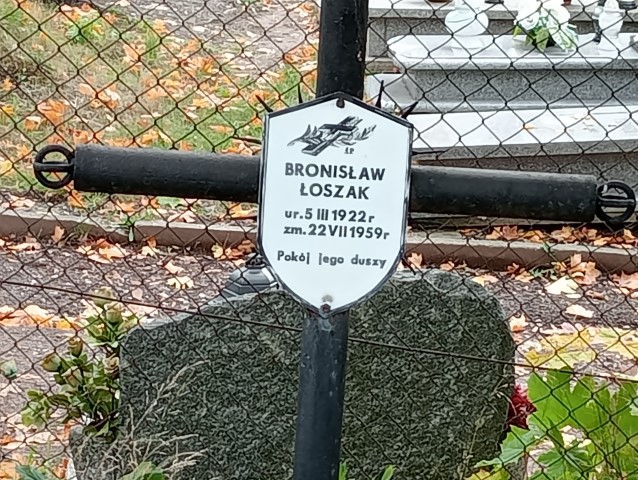 ś.p.
BRONISŁAW
ŁOSZAK
ur. 5 III 1922 r
zm. 22 VII 1959 r
Pokój jego duszy